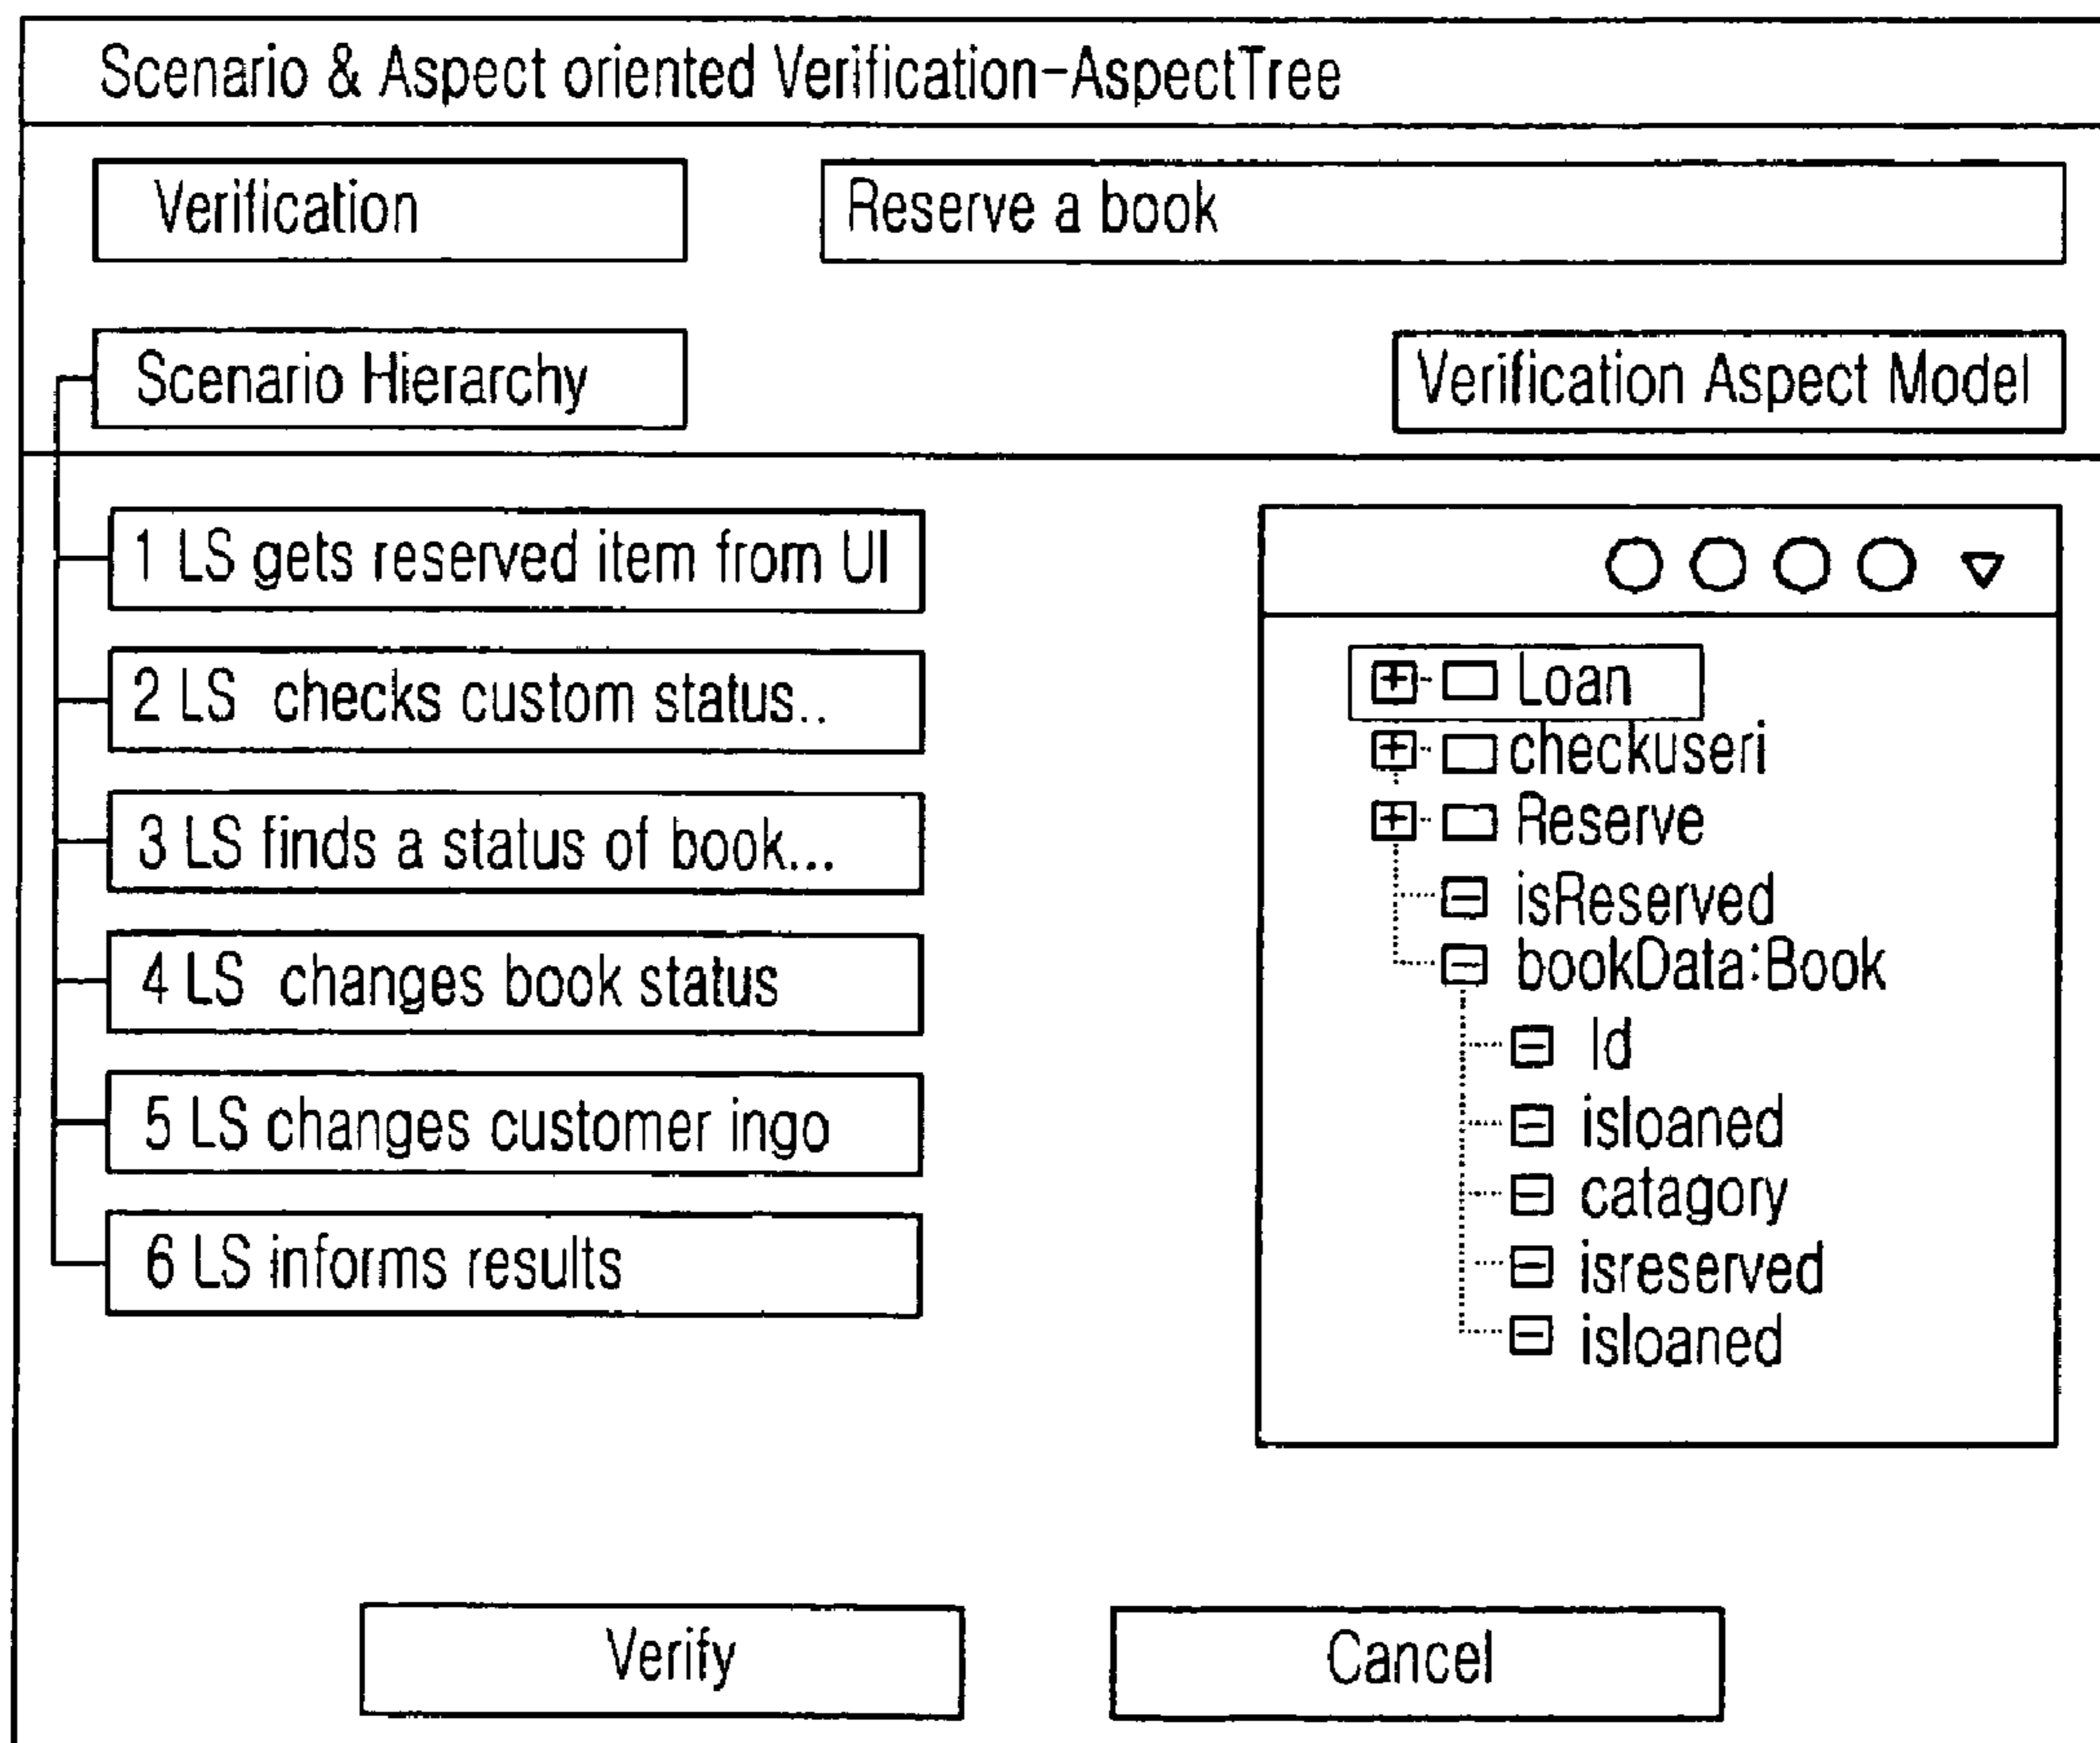 Scenario & Aspect oriented Verification-AspectTree
Verification
Reserve a book
Scenario Hierarchy
Verification Aspect Model
1 LS gets reserved item from UI
2 LS checks custom status..
3 LS finds a status of book...
4 LS changes book status
5 LS changes customer ingo
6 LS informs results
Loan
checkuseri
Reserve
isReserved
bookData:Book
Id
isloaned
catagory
isreserved
isloaned
Verify
Cancel